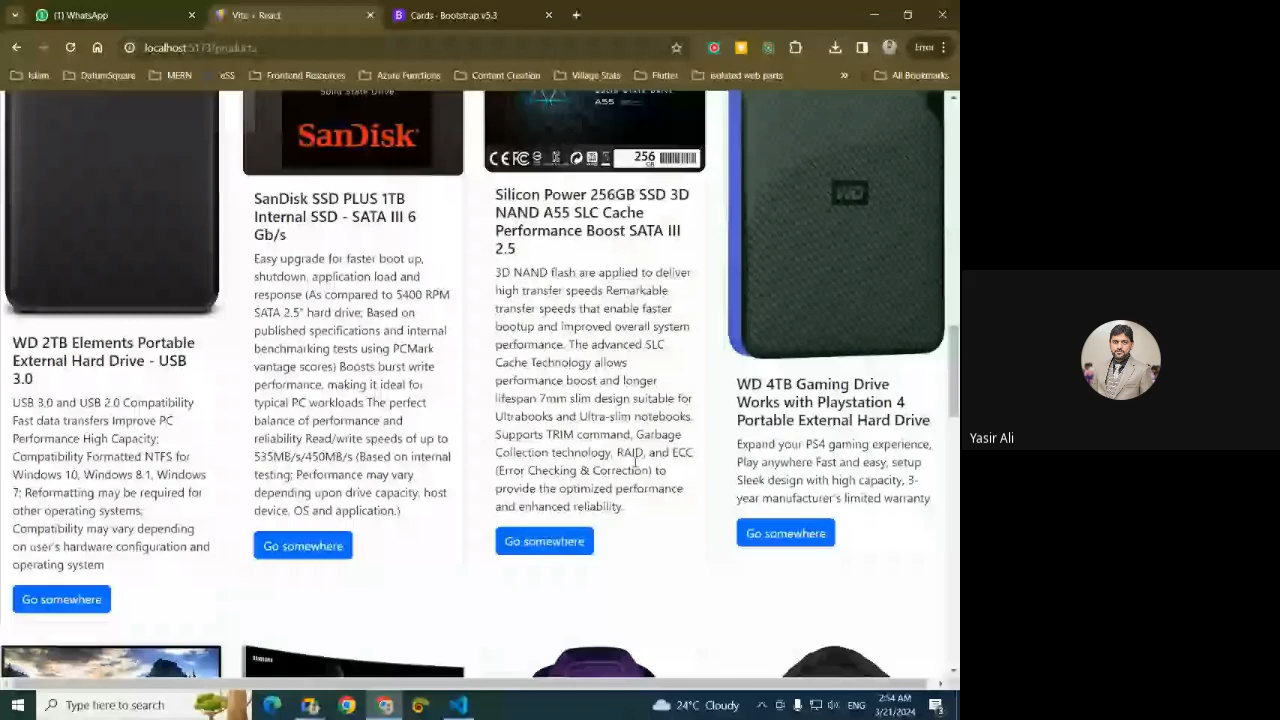 (1) WhatsApp
Vite + React
Cards · Bootstrap v5.3
localhost:5173/products
Error
Islam
DatumSquare
MERN
eSS
Frontend Resources
Azure Functions
Content Creation
Village Stats
Flutter
isolated web parts
»
All Bookmarks
Solid State Drive
SanDisk
A55
256
GB
WD
WD 2TB Elements Portable
External Hard Drive - USB
3.0
USB 3.0 and USB 2.0 Compatibility
Fast data transfers Improve PC
Performance High Capacity;
Compatibility Formatted NTFS for
Windows 10, Windows 8.1, Windows
7; Reformatting may be required for
other operating systems;
Compatibility may vary depending
on user's hardware configuration and
operating system
Go somewhere
SanDisk SSD PLUS 1TB
Internal SSD - SATA III 6
Gb/s
Easy upgrade for faster boot up,
shutdown, application load and
response (As compared to 5400 RPM
SATA 2.5" hard drive; Based on
published specifications and internal
benchmarking tests using PCMark
vantage scores) Boosts burst write
performance, making it ideal for
typical PC workloads The perfect
balance of performance and
reliability Read/write speeds of up to
535MB/s/450MB/s (Based on internal
testing; Performance may vary
depending upon drive capacity, host
device, OS and application.)
Go somewhere
Silicon Power 256GB SSD 3D
NAND A55 SLC Cache
Performance Boost SATA III
2.5
3D NAND flash are applied to deliver
high transfer speeds Remarkable
transfer speeds that enable faster
bootup and improved overall system
performance. The advanced SLC
Cache Technology allows
performance boost and longer
lifespan 7mm slim design suitable for
Ultrabooks and Ultra-slim notebooks.
Supports TRIM command, Garbage
Collection technology, RAID, and ECC
(Error Checking & Correction) to
provide the optimized performance
and enhanced reliability.
Go somewhere
WD 4TB Gaming Drive
Works with Playstation 4
Portable External Hard Drive
Expand your PS4 gaming experience,
Play anywhere Fast and easy, setup
Sleek design with high capacity, 3-
year manufacturer's limited warranty
Go somewhere
SAMSUNG
Yasir Ali
Type here to search
24°C Cloudy
ENG
2:54 AM
3/21/2024
3